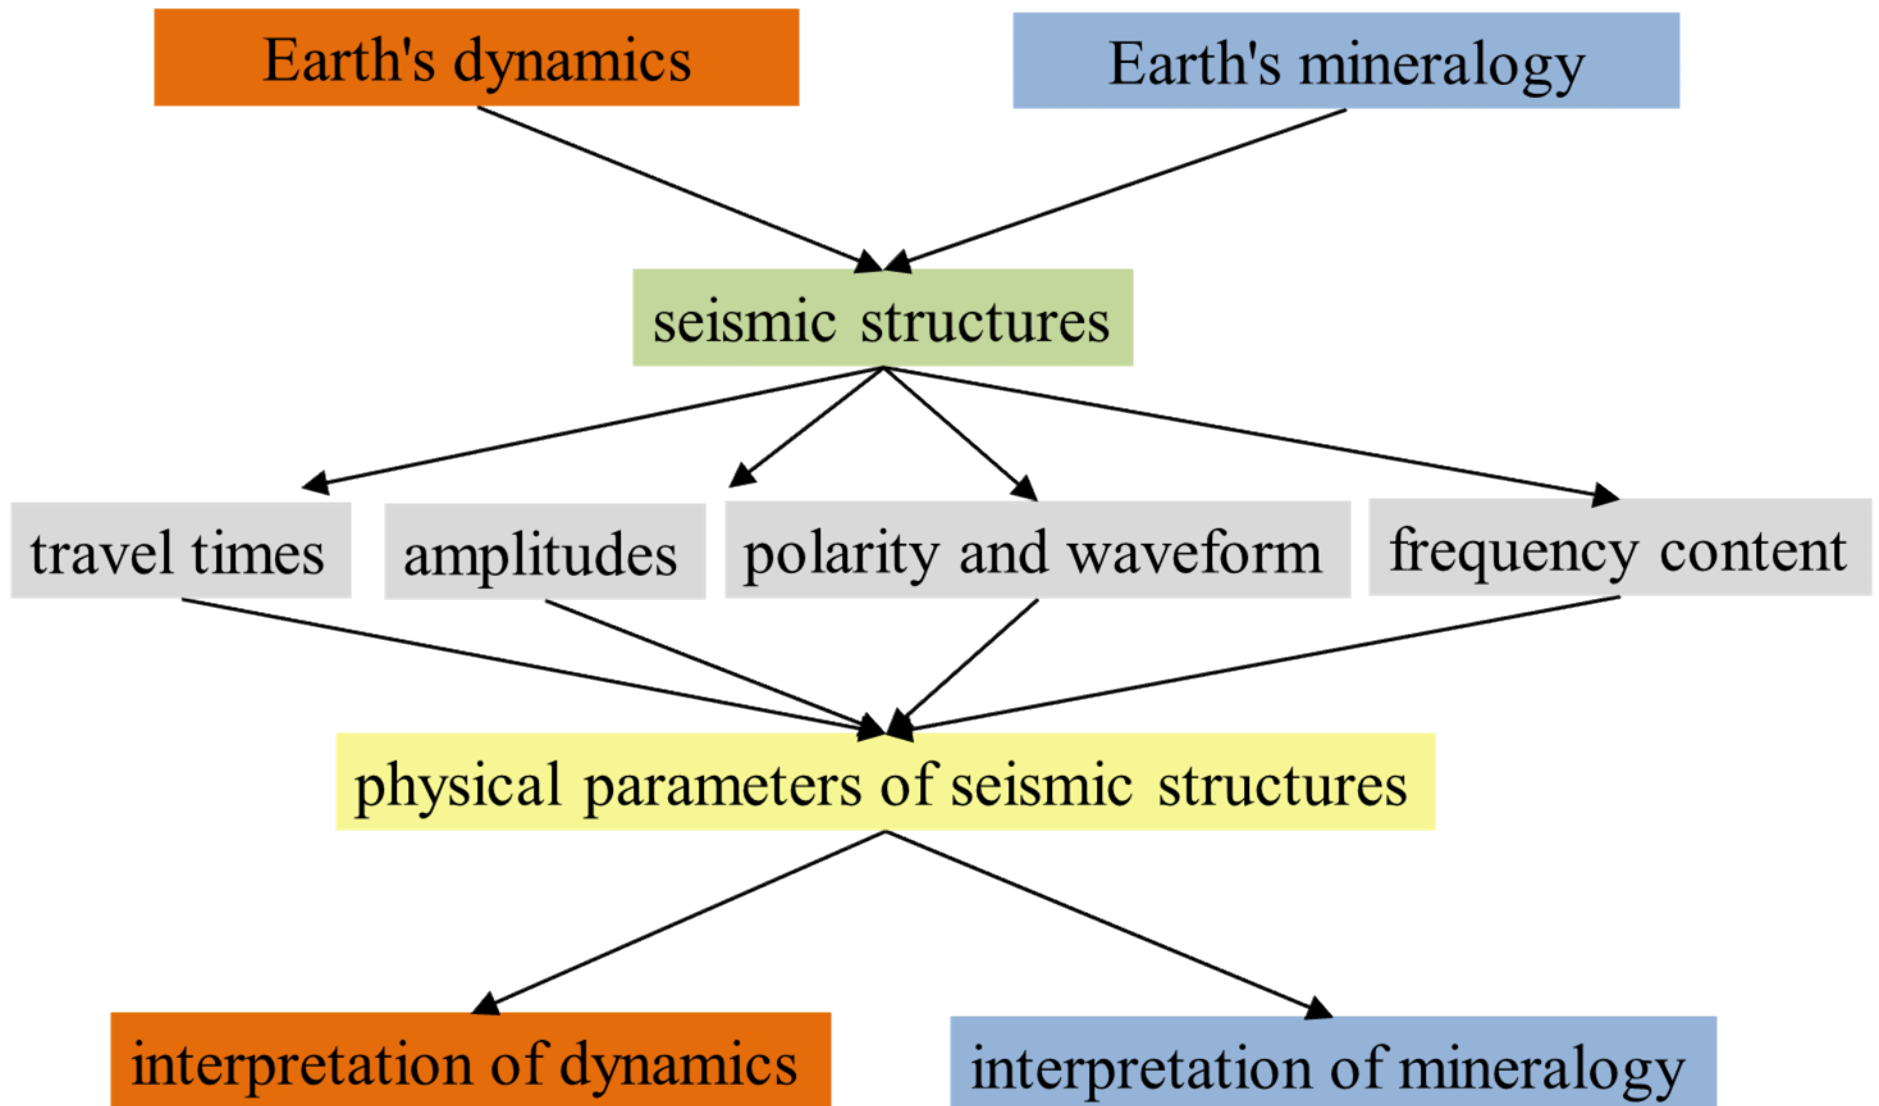 Earth's dynamics
Earth's mineralogy
seismic structures
travel times
amplitudes
polarity and waveform
frequency content
physical parameters of seismic structures
interpretation of dynamics
interpretation of mineralogy